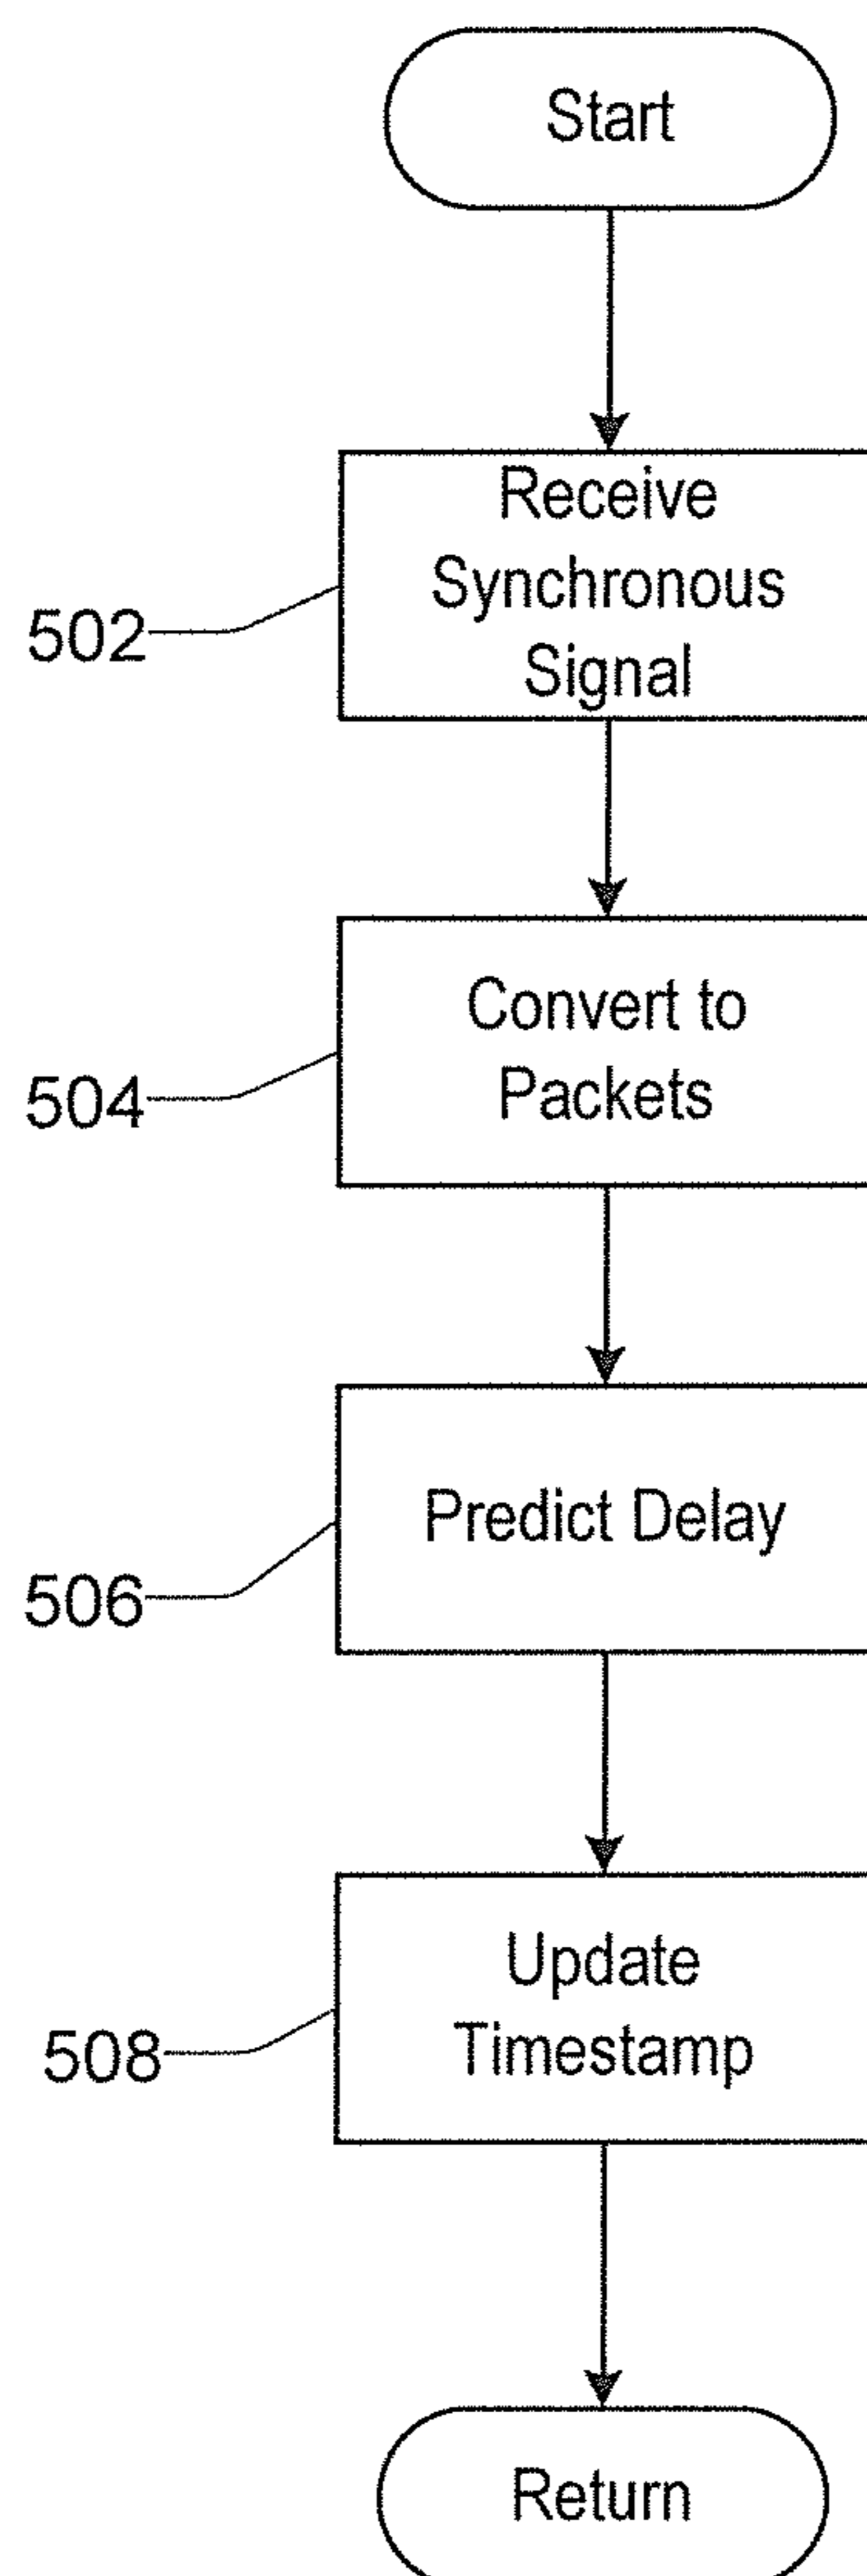 Start
Receive
Synchronous
Signal
502
Convert to
Packets
504
Predict Delay
506
Update
Timestamp
508
Return